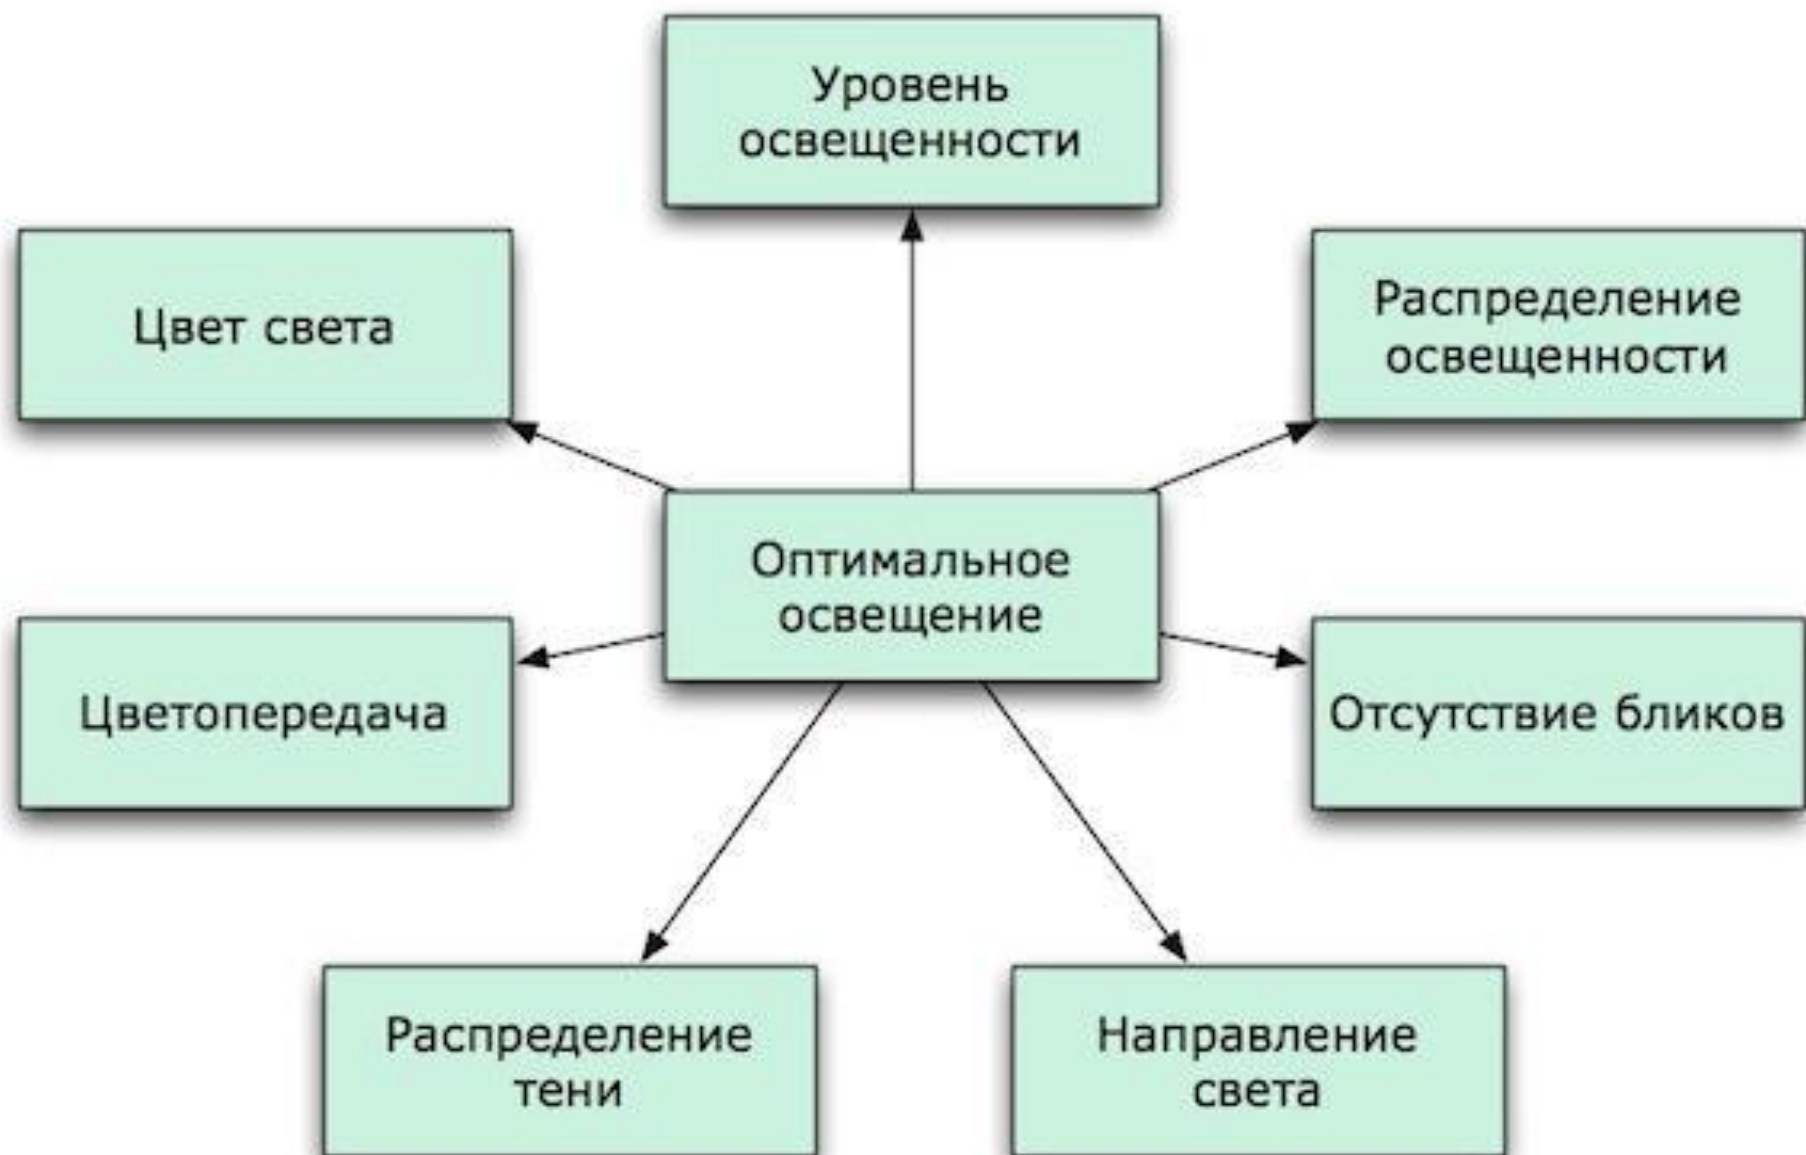 Уровень
освещенности
Цвет света
Распределение
освещенности
Оптимальное
освещение
Цветопередача
Отсутствие бликов
Распределение
тени
Направление
света